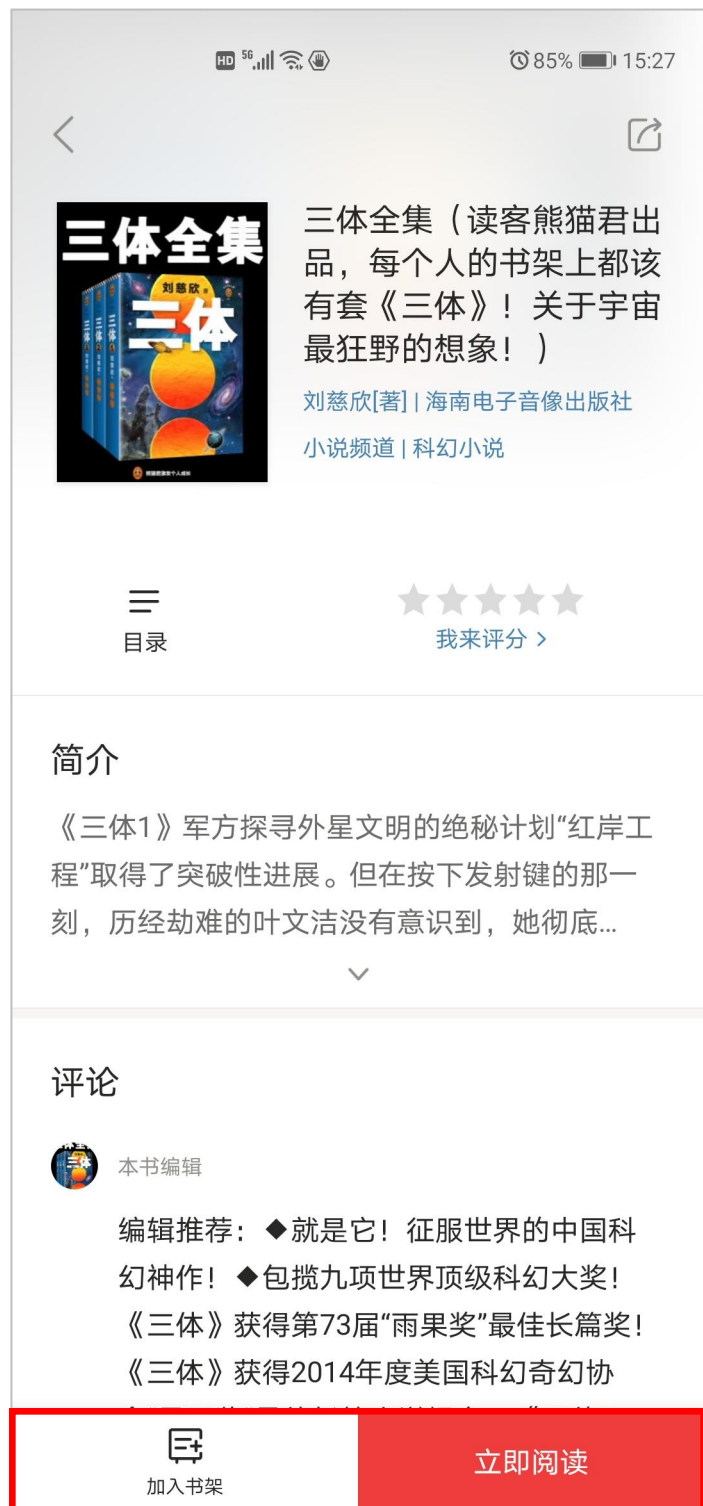 HD 5G 85% 15:27
三体全集
刘慈欣 著
三体
三体全集（读客熊猫君出
品，每个人的书架上都该
有套《三体》！关于宇宙
最狂野的想象！）
刘慈欣[著] | 海南电子音像出版社
小说频道 | 科幻小说
目录
我来评分 >
简介
《三体1》军方探寻外星文明的绝秘计划“红岸工
程”取得了突破性进展。但在按下发射键的那一
刻，历经劫难的叶文洁没有意识到，她彻底...
评论
本书编辑
编辑推荐：◆就是它！征服世界的中国科
幻神作！◆包揽九项世界顶级科幻大奖！
《三体》获得第73届“雨果奖”最佳长篇奖！
《三体》获得2014年度美国科幻奇幻协
加入书架
立即阅读